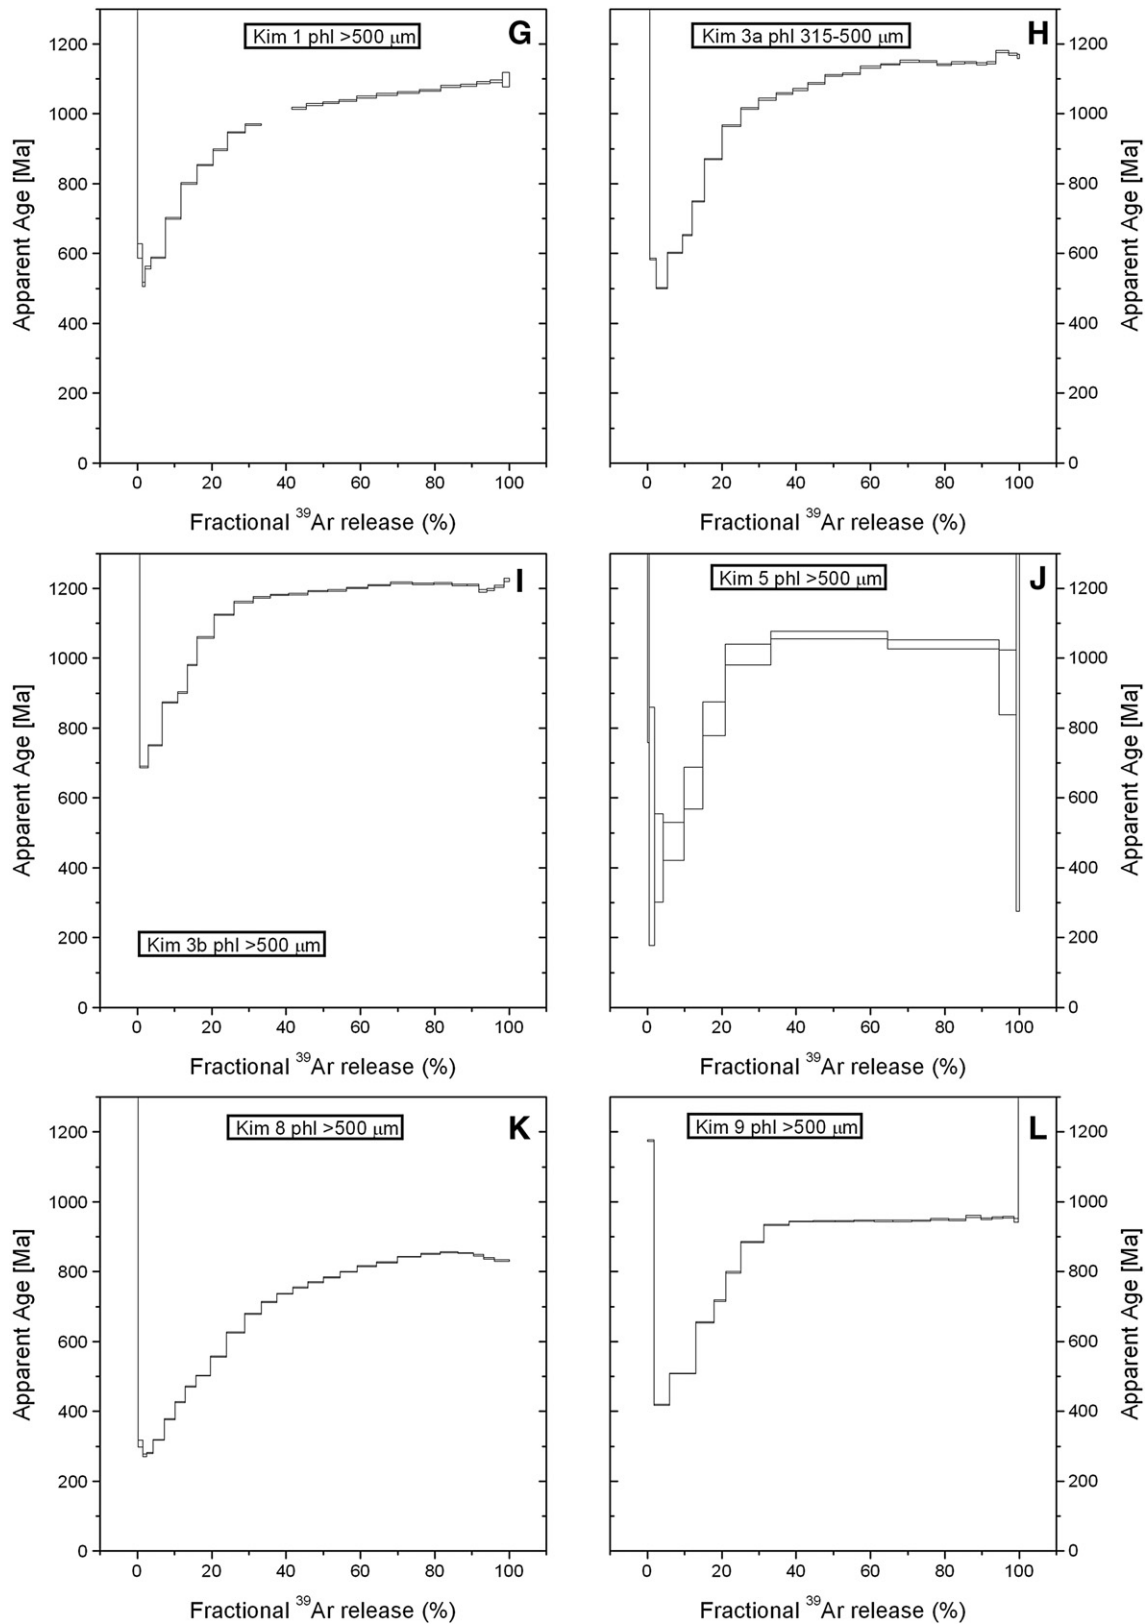 Kim 1 phl >500 μm
G
1200
1000
800
600
400
200
0
Apparent Age [Ma]
0 20 40 60 80 100
Fractional ³⁹Ar release (%)
Kim 3a phl 315-500 μm
H
1200
1000
800
600
400
200
0
Apparent Age [Ma]
0 20 40 60 80 100
Fractional ³⁹Ar release (%)
I
1200
1000
800
600
400
200
0
Apparent Age [Ma]
Kim 3b phl >500 μm
0 20 40 60 80 100
Fractional ³⁹Ar release (%)
Kim 5 phl >500 μm
J
1200
1000
800
600
400
200
0
Apparent Age [Ma]
0 20 40 60 80 100
Fractional ³⁹Ar release (%)
Kim 8 phl >500 μm
K
1200
1000
800
600
400
200
0
Apparent Age [Ma]
0 20 40 60 80 100
Fractional ³⁹Ar release (%)
Kim 9 phl >500 μm
L
1200
1000
800
600
400
200
0
Apparent Age [Ma]
0 20 40 60 80 100
Fractional ³⁹Ar release (%)